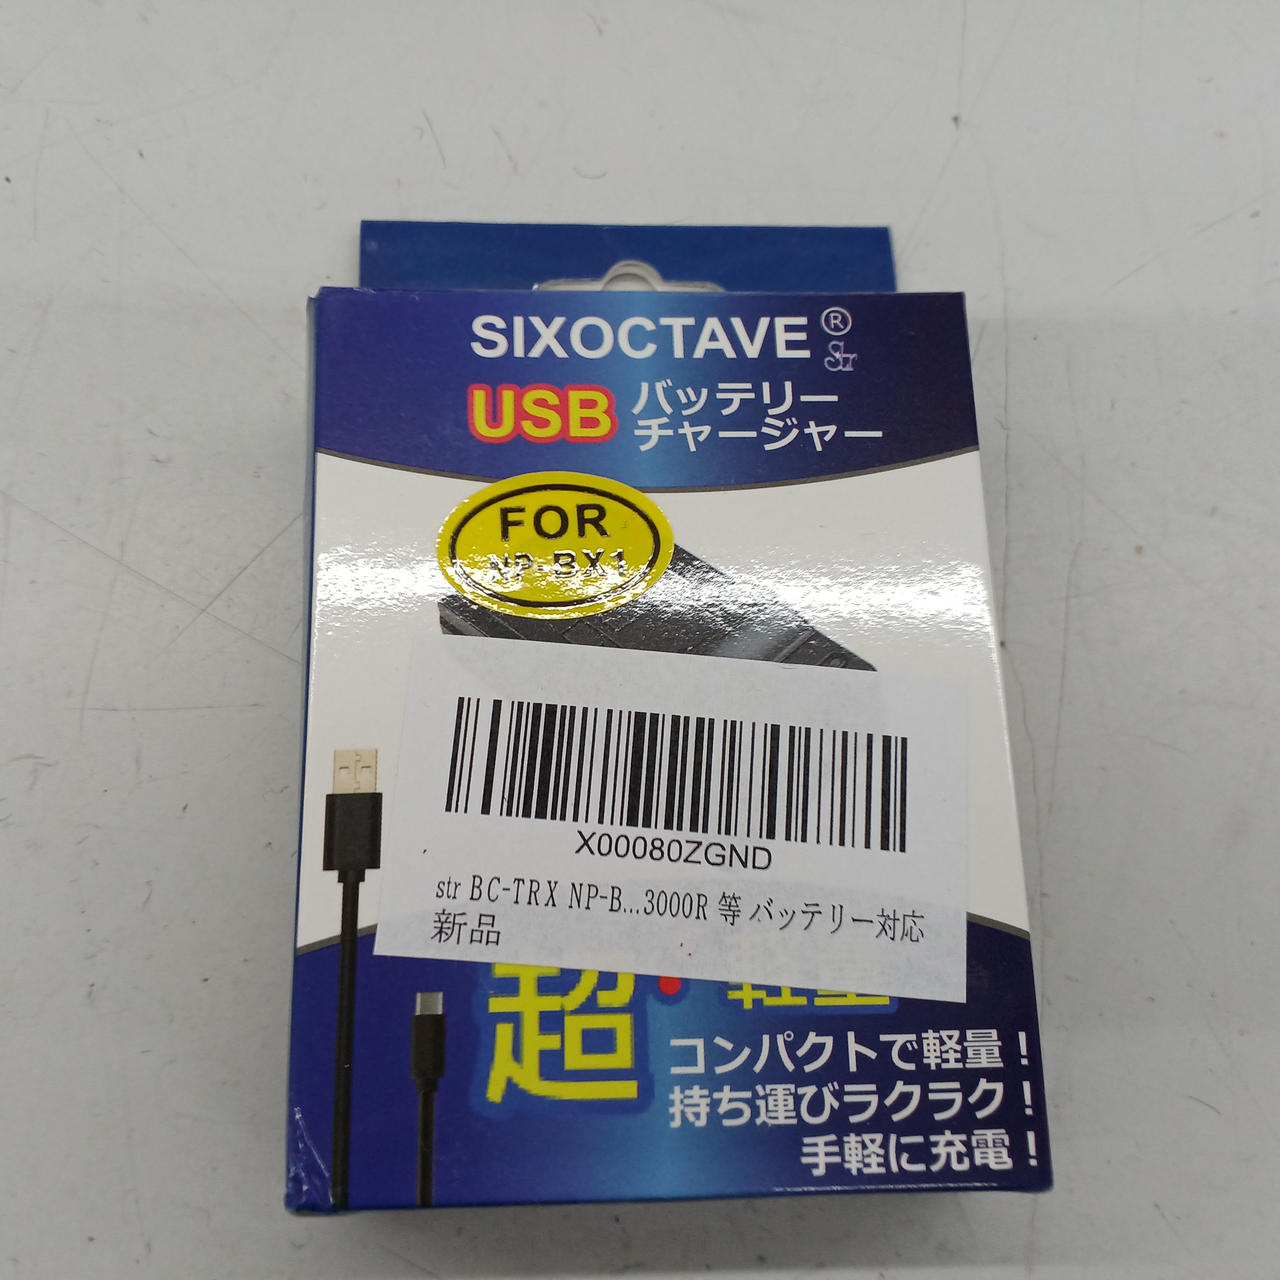 SIXOCTAVE ®
Str
USB バッテリー
チャージャー
FOR
NP-BX1
X00080ZGND
str BC-TRX NP-B...3000R 等 バッテリー対応
新品
超・軽量
コンパクトで軽量！
持ち運びラクラク！
手軽に充電！